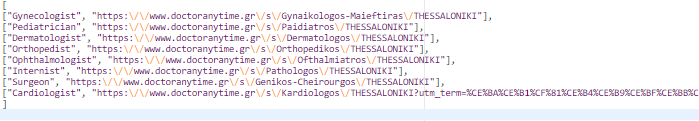 [
["Gynecologist", "https:\/\/www.doctoranytime.gr\/s\/Gynaikologos-Maieftiras\/THESSALONIKI"],
["Pediatrician", "https:\/\/www.doctoranytime.gr\/s\/Paidiatros\/THESSALONIKI"],
["Dermatologist", "https:\/\/www.doctoranytime.gr\/s\/Dermatologos\/THESSALONIKI"],
["Orthopedist", "https:\/\/www.doctoranytime.gr\/s\/Orthopedikos\/THESSALONIKI"],
["Ophthalmologist", "https:\/\/www.doctoranytime.gr\/s\/Ofthalmiatros\/THESSALONIKI"],
["Internist", "https:\/\/www.doctoranytime.gr\/s\/Pathologos\/THESSALONIKI"],
["Surgeon", "https:\/\/www.doctoranytime.gr\/s\/Genikos-Cheirourgos\/THESSALONIKI"],
["Cardiologist", "https:\/\/www.doctoranytime.gr\/s\/Kardiologos\/THESSALONIKI?utm_term=%CE%BA%CE%B1%CF%81%CE%B4%CE%B9%CE%BF%CE%BB%C
]